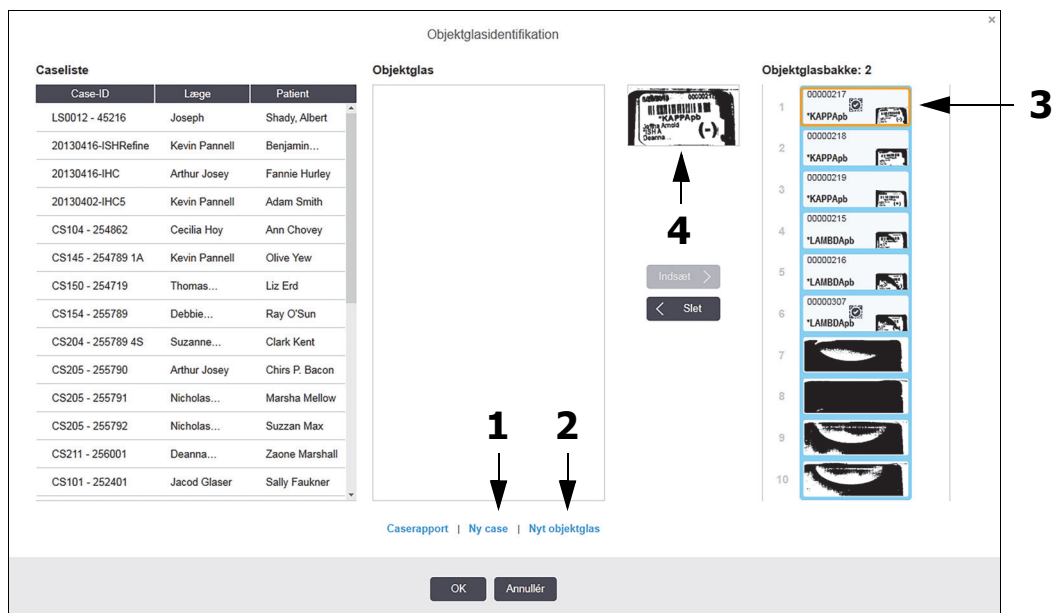 Objektglasidentifikation
×
Caseliste
Case-ID Læge Patient
LS0012 - 45216 Joseph Shady, Albert
20130416-ISHRefine Kevin Pannell Benjamin...
20130416-IHC Arthur Josey Fannie Hurley
20130402-IHC5 Kevin Pannell Adam Smith
CS104 - 254862 Cecilia Hoy Ann Chovey
CS145 - 254789 1A Kevin Pannell Olive Yew
CS150 - 254719 Thomas... Liz Erd
CS154 - 255789 Debbie... Ray O'Sun
CS204 - 255789 4S Suzanne... Clark Kent
CS205 - 255790 Arthur Josey Chirs P. Bacon
CS205 - 255791 Nicholas... Marsha Mellow
CS205 - 255792 Nicholas... Suzzan Max
CS211 - 256001 Deanna... Zaone Marshall
CS101 - 252401 Jacod Glaser Sally Faukner
Objektglas
1
2
Caserapport | Ny case | Nyt objektglas
*KAPPApb
Jeffha Arnold
*ISH A
Deanna...
(-)
4
Indsæt >
< Slet
Objektglasbakke: 2
1 00000217
*KAPPApb
2 00000218
*KAPPApb
3 00000219
*KAPPApb
4 00000215
*LAMBDApb
5 00000216
*LAMBDApb
6 00000307
*LAMBDApb
7
8
9
10
3
OK Annullér